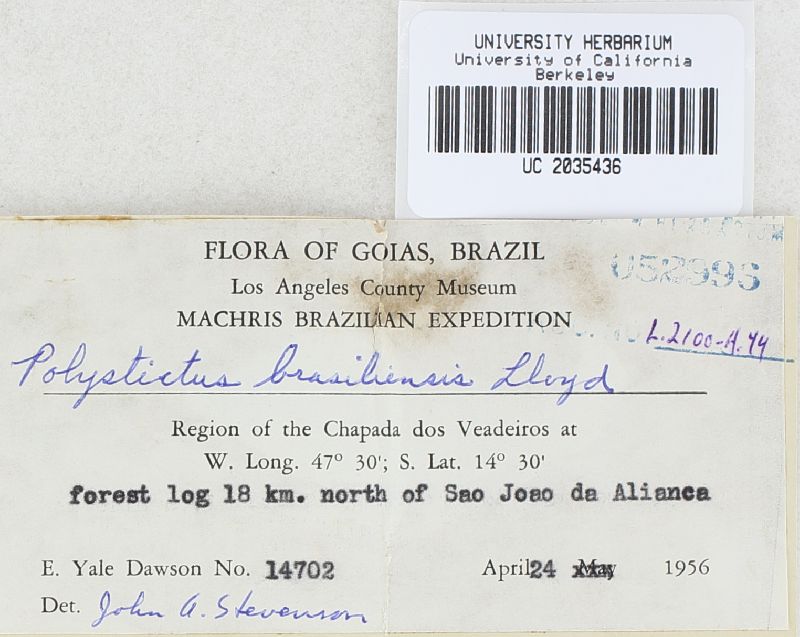 UNIVERSITY HERBARIUM
University of California
Berkeley
UC 2035436
FLORA OF GOIAS, BRAZIL
052996
Los Angeles County Museum
MACHRIS BRAZILIAN EXPEDITION
L.2100-H.44
Polystictus brasiliensis Lloyd
Region of the Chapada dos Veadeiros at
W. Long. 47° 30'; S. Lat. 14° 30'
forest log 18 km. north of Sao Joao da Alianca
E. Yale Dawson No. 14702 April 24 May 1956
Det. John A. Stevenson